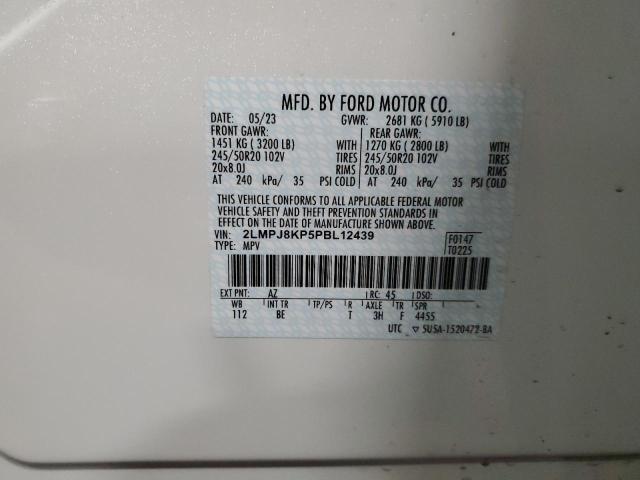 MFD. BY FORD MOTOR CO.
DATE: 05/23 GVWR: 2681 KG ( 5910 LB)
FRONT GAWR: REAR GAWR:
1451 KG ( 3200 LB) WITH 1270 KG ( 2800 LB) WITH
245/50R20 102V TIRES 245/50R20 102V TIRES
20x8.0J RIMS 20x8.0J RIMS
AT 240 kPa/ 35 PSI COLD AT 240 kPa/ 35 PSI COLD
THIS VEHICLE CONFORMS TO ALL APPLICABLE FEDERAL MOTOR
VEHICLE SAFETY AND THEFT PREVENTION STANDARDS IN
EFFECT ON THE DATE OF MANUFACTURE SHOWN ABOVE.
VIN: 2LMPJ8KP5PBL12439 F0147
TYPE: MPV T0225
EXT PNT: AZ RC: 45 DSO:
WB INT TR TP/PS R AXLE TR SPR
112 BE T 3H F 4455
UTC ▽ 5USA-1520472-BA